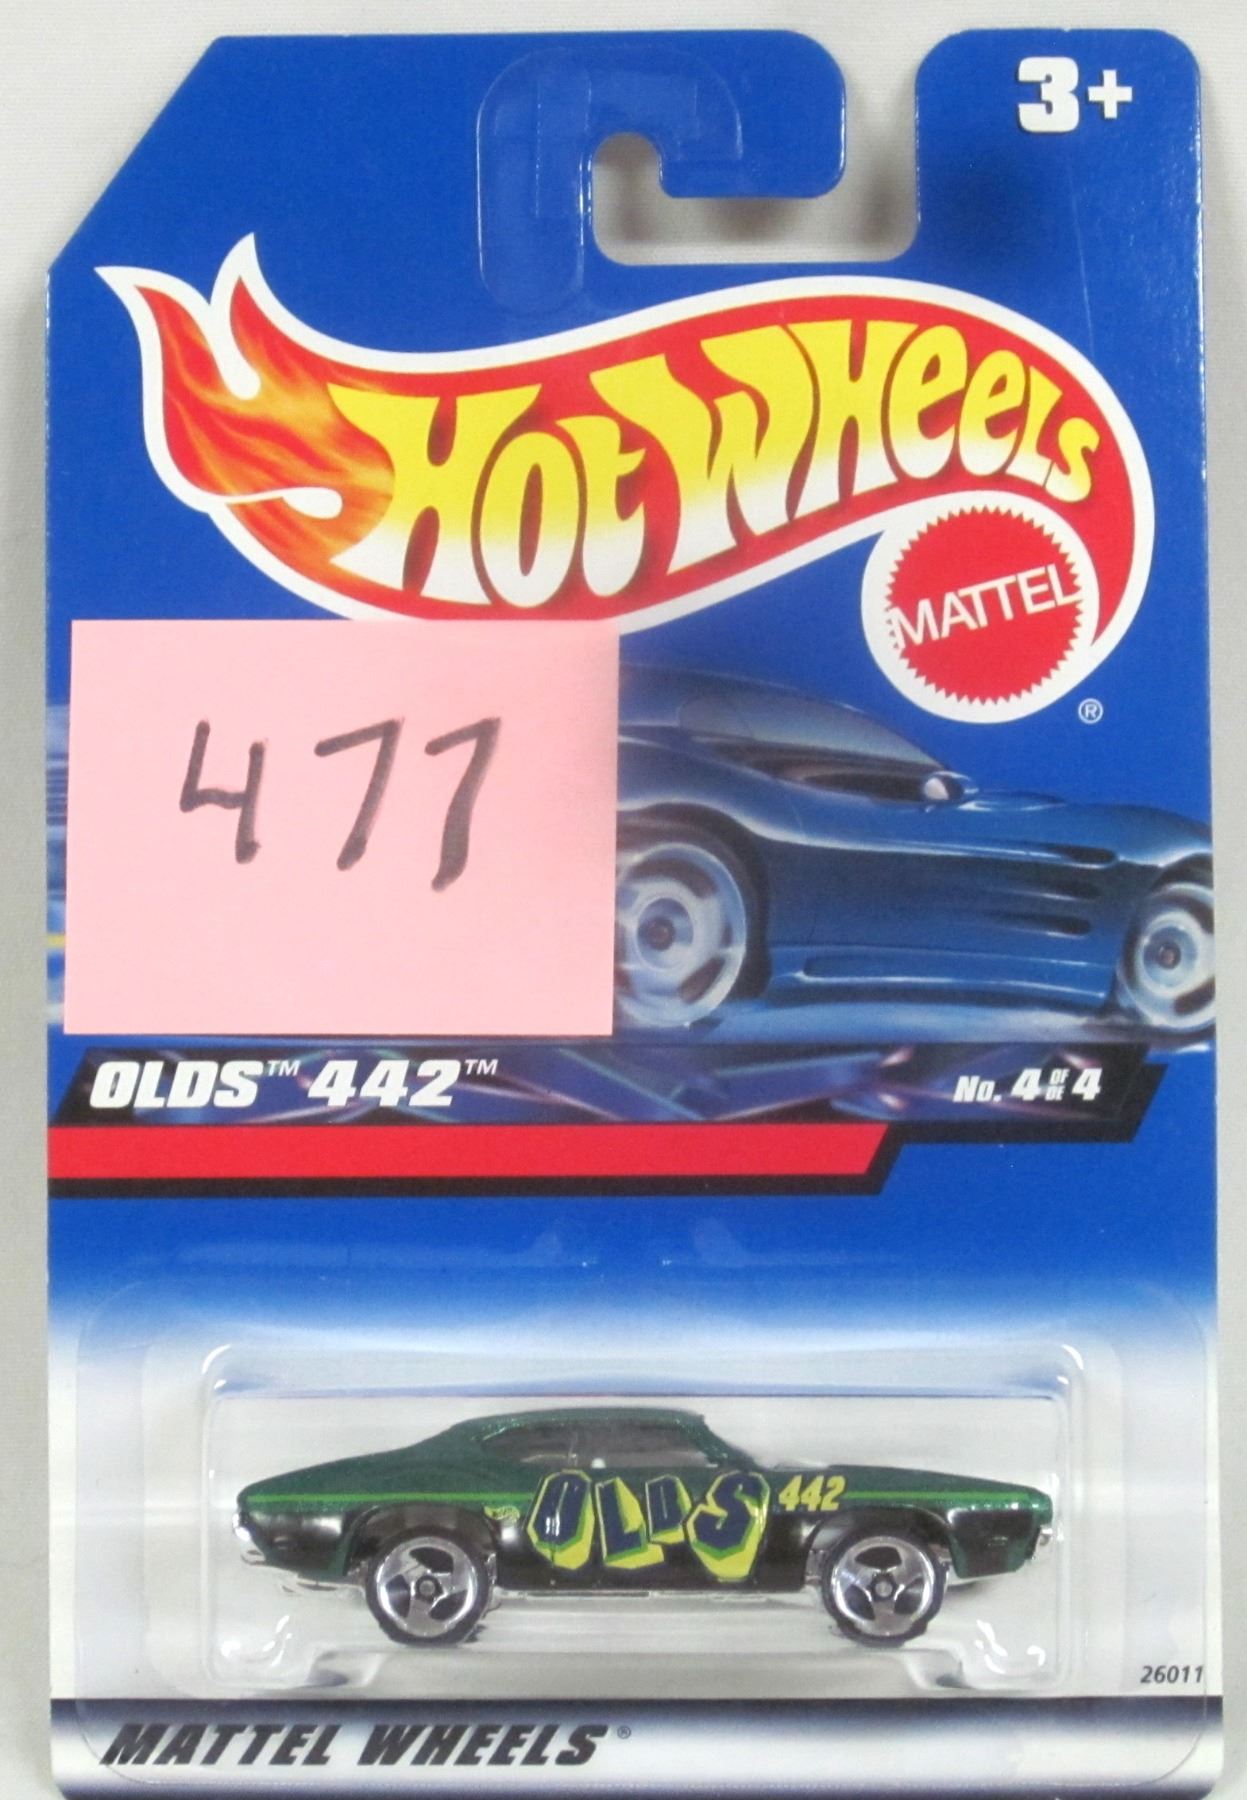 3+
HOT WHEELS
MATTEL
®
477
OLDS™ 442™
No. 4 OF DE 4
OLDS 442
26011
MATTEL WHEELS®